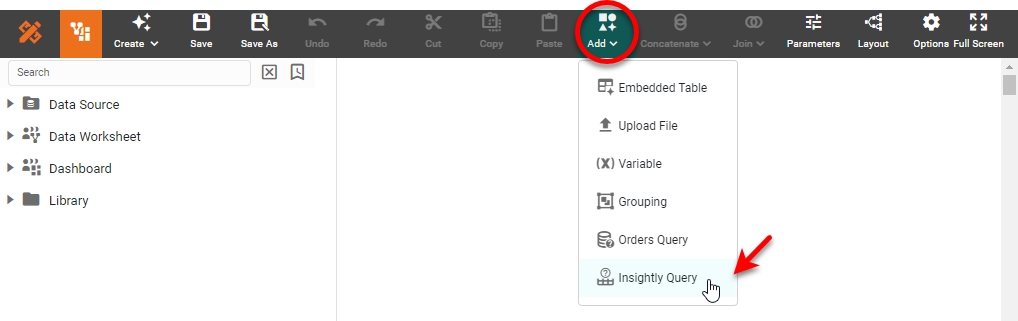 Create Save Save As Undo Redo Cut Copy Paste Add Concatenate Join Parameters Layout Options Full Screen
Search
Data Source
Data Worksheet
Dashboard
Library
Embedded Table
Upload File
(X) Variable
Grouping
Orders Query
Insightly Query